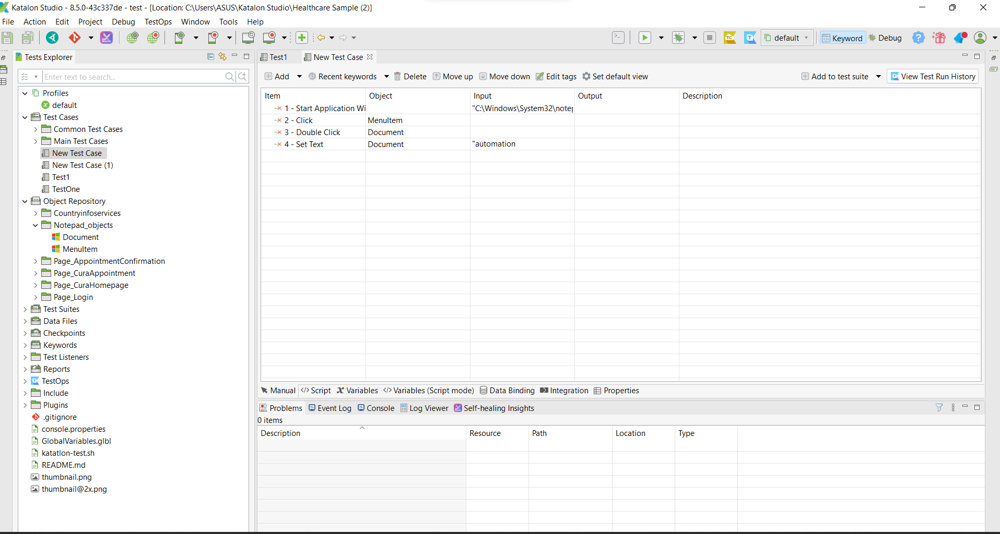 Katalon Studio - 8.5.0-43c337de - test - [Location: C:\Users\ASUS\Katalon Studio\Healthcare Sample (2)]
File Action Edit Project Debug TestOps Window Tools Help
default Keyword Debug
Tests Explorer
Enter text to search...
Profiles
default
Test Cases
Common Test Cases
Main Test Cases
New Test Case
New Test Case (1)
Test1
TestOne
Object Repository
Countryinfoservices
Notepad_objects
Document
MenuItem
Page_AppointmentConfirmation
Page_CuraAppointment
Page_CuraHomepage
Page_Login
Test Suites
Data Files
Checkpoints
Keywords
Test Listeners
Reports
TestOps
Include
Plugins
.gitignore
console.properties
GlobalVariables.glbl
katatlon-test.sh
README.md
thumbnail.png
thumbnail@2x.png
Test1 New Test Case
Add Recent keywords Delete Move up Move down Edit tags Set default view Add to test suite View Test Run History
Item Object Input Output Description
1 - Start Application Wi "C:\Windows\System32\notep
2 - Click MenuItem
3 - Double Click Document
4 - Set Text Document "automation
Manual Script Variables Variables (Script mode) Data Binding Integration Properties
Problems Event Log Console Log Viewer Self-healing Insights
0 items
Description Resource Path Location Type